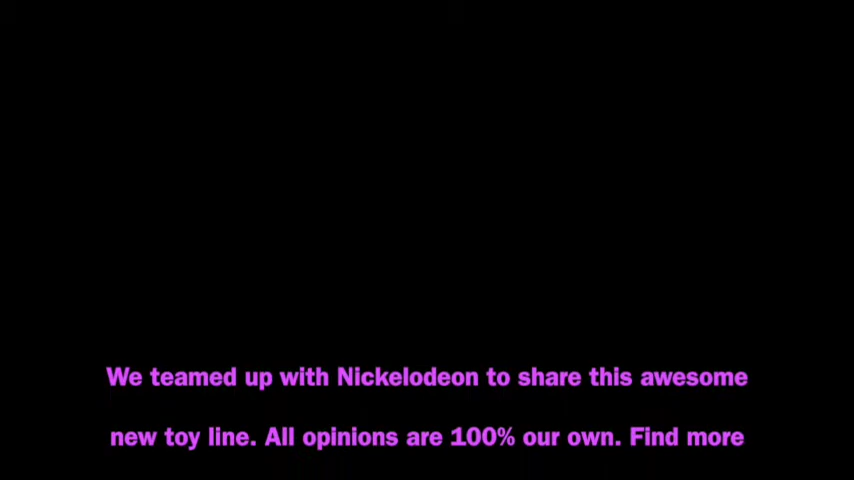 We teamed up with Nickelodeon to share this awesome
new toy line. All opinions are 100% our own. Find more